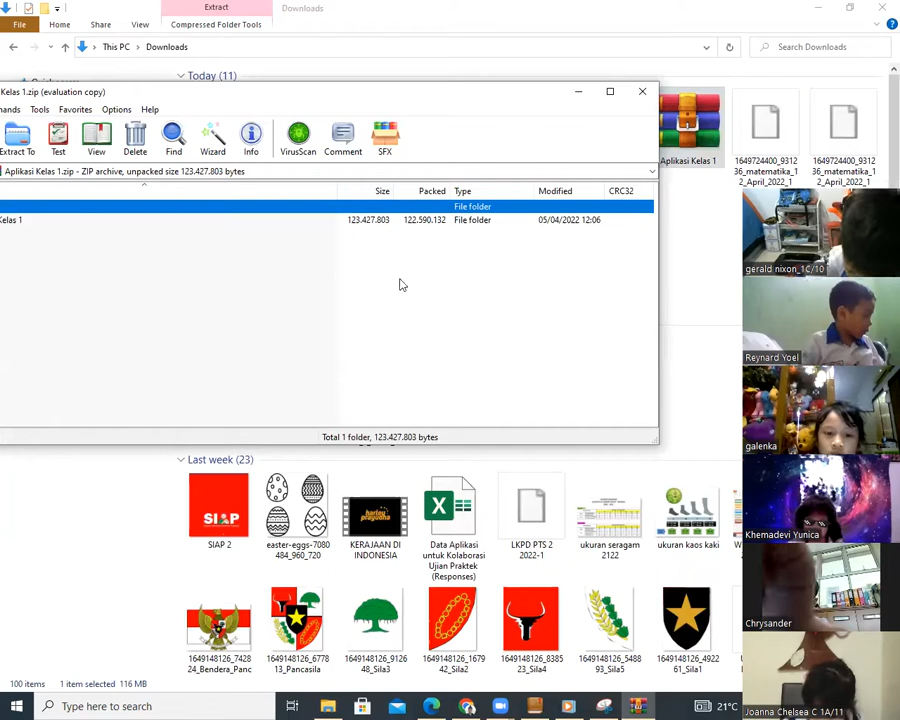 Extract
Downloads
File
Home
Share
View
Compressed Folder Tools
This PC
Downloads
Search Downloads
Today (11)
Kelas 1.zip (evaluation copy)
Tools
Favorites
Options
Help
Extract To
Test
View
Delete
Find
Wizard
Info
VirusScan
Comment
SFX
Aplikasi Kelas 1.zip - ZIP archive, unpacked size 123.427.803 bytes
Size
Packed
Type
Modified
CRC32
File folder
Kelas 1
123.427.803
122.590.132
File folder
05/04/2022 12:06
Total 1 folder, 123.427.803 bytes
Aplikasi Kelas 1
1649724400_9312
36_matematika_1
2_April_2022_1
1649724400_9312
36_matematika_1
2_April_2022_1
gerald nixon_1C/10
Reynard Yoel
galenka
Khemadevi Yunica
Chrysander
Joanna Chelsea C 1A/11
Last week (23)
SIAP
SIAP 2
easter-eggs-7080
484_960_720
harley
prayudha
KERAJAAN DI
INDONESIA
Data Aplikasi
untuk Kolaborasi
Ujian Praktek
(Responses)
LKPD PTS 2
2022-1
ukuran seragam
2122
ukuran kaos kaki
1649148126_7428
24_Bendera_Panc
1649148126_6778
13_Pancasila
1649148126_9126
48_Sila3
1649148126_1679
42_Sila2
1649148126_8385
23_Sila4
1649148126_5488
93_Sila5
1649148126_4922
61_Sila1
100 items
1 item selected
116 MB
Type here to search
21°C